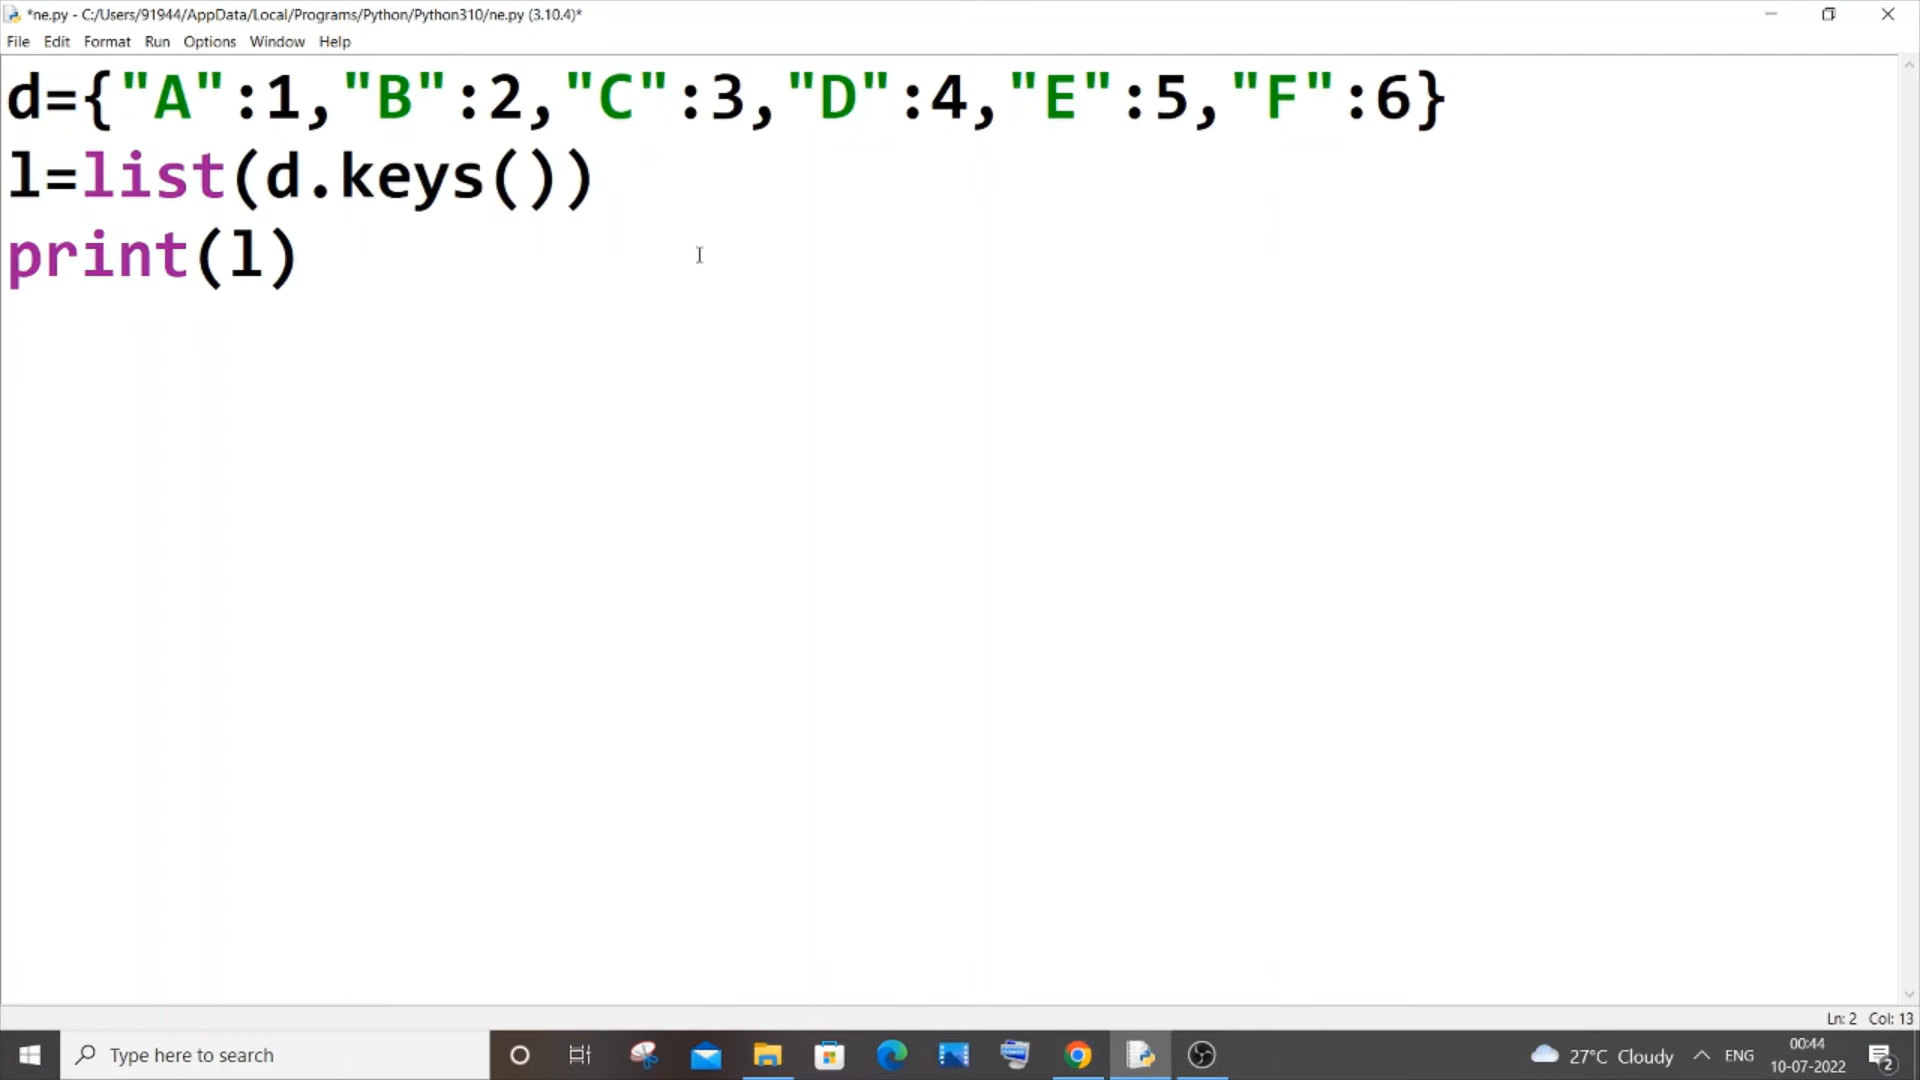 *ne.py - C:/Users/91944/AppData/Local/Programs/Python/Python310/ne.py (3.10.4)*
File Edit Format Run Options Window Help
d={"A":1,"B":2,"C":3,"D":4,"E":5,"F":6}
l=list(d.keys())
print(l)
Ln: 2 Col: 13
Type here to search
27°C Cloudy
ENG
00:44
10-07-2022
2